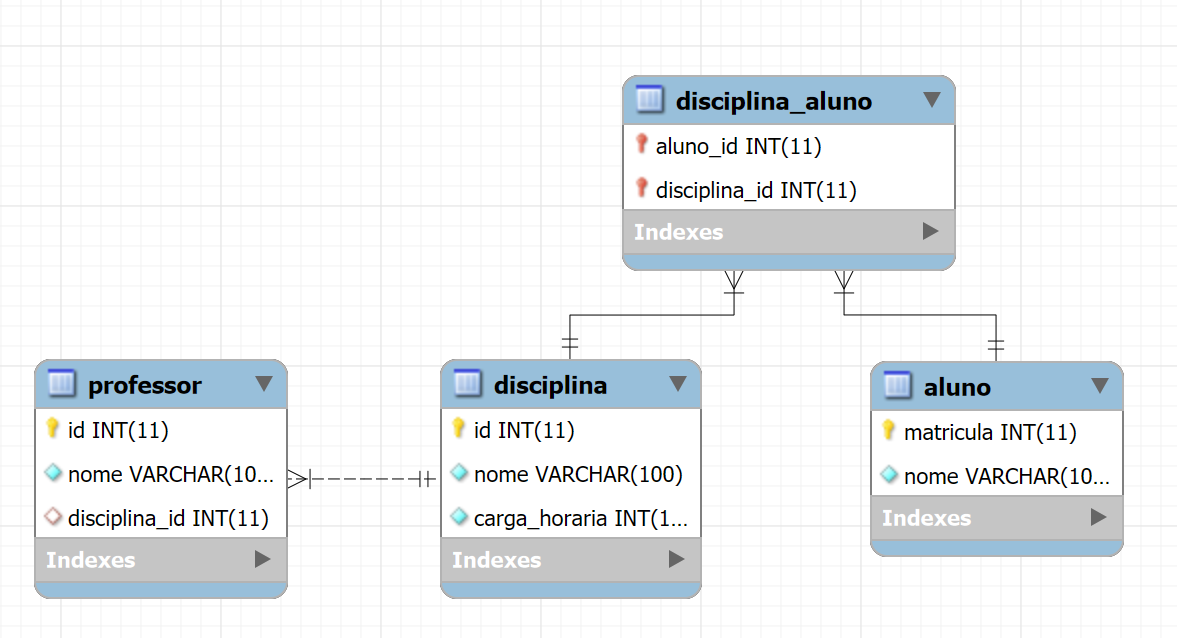 disciplina_aluno
aluno_id INT(11)
disciplina_id INT(11)
Indexes
professor
id INT(11)
nome VARCHAR(10...
disciplina_id INT(11)
Indexes
disciplina
id INT(11)
nome VARCHAR(100)
carga_horaria INT(1...
Indexes
aluno
matricula INT(11)
nome VARCHAR(10...
Indexes